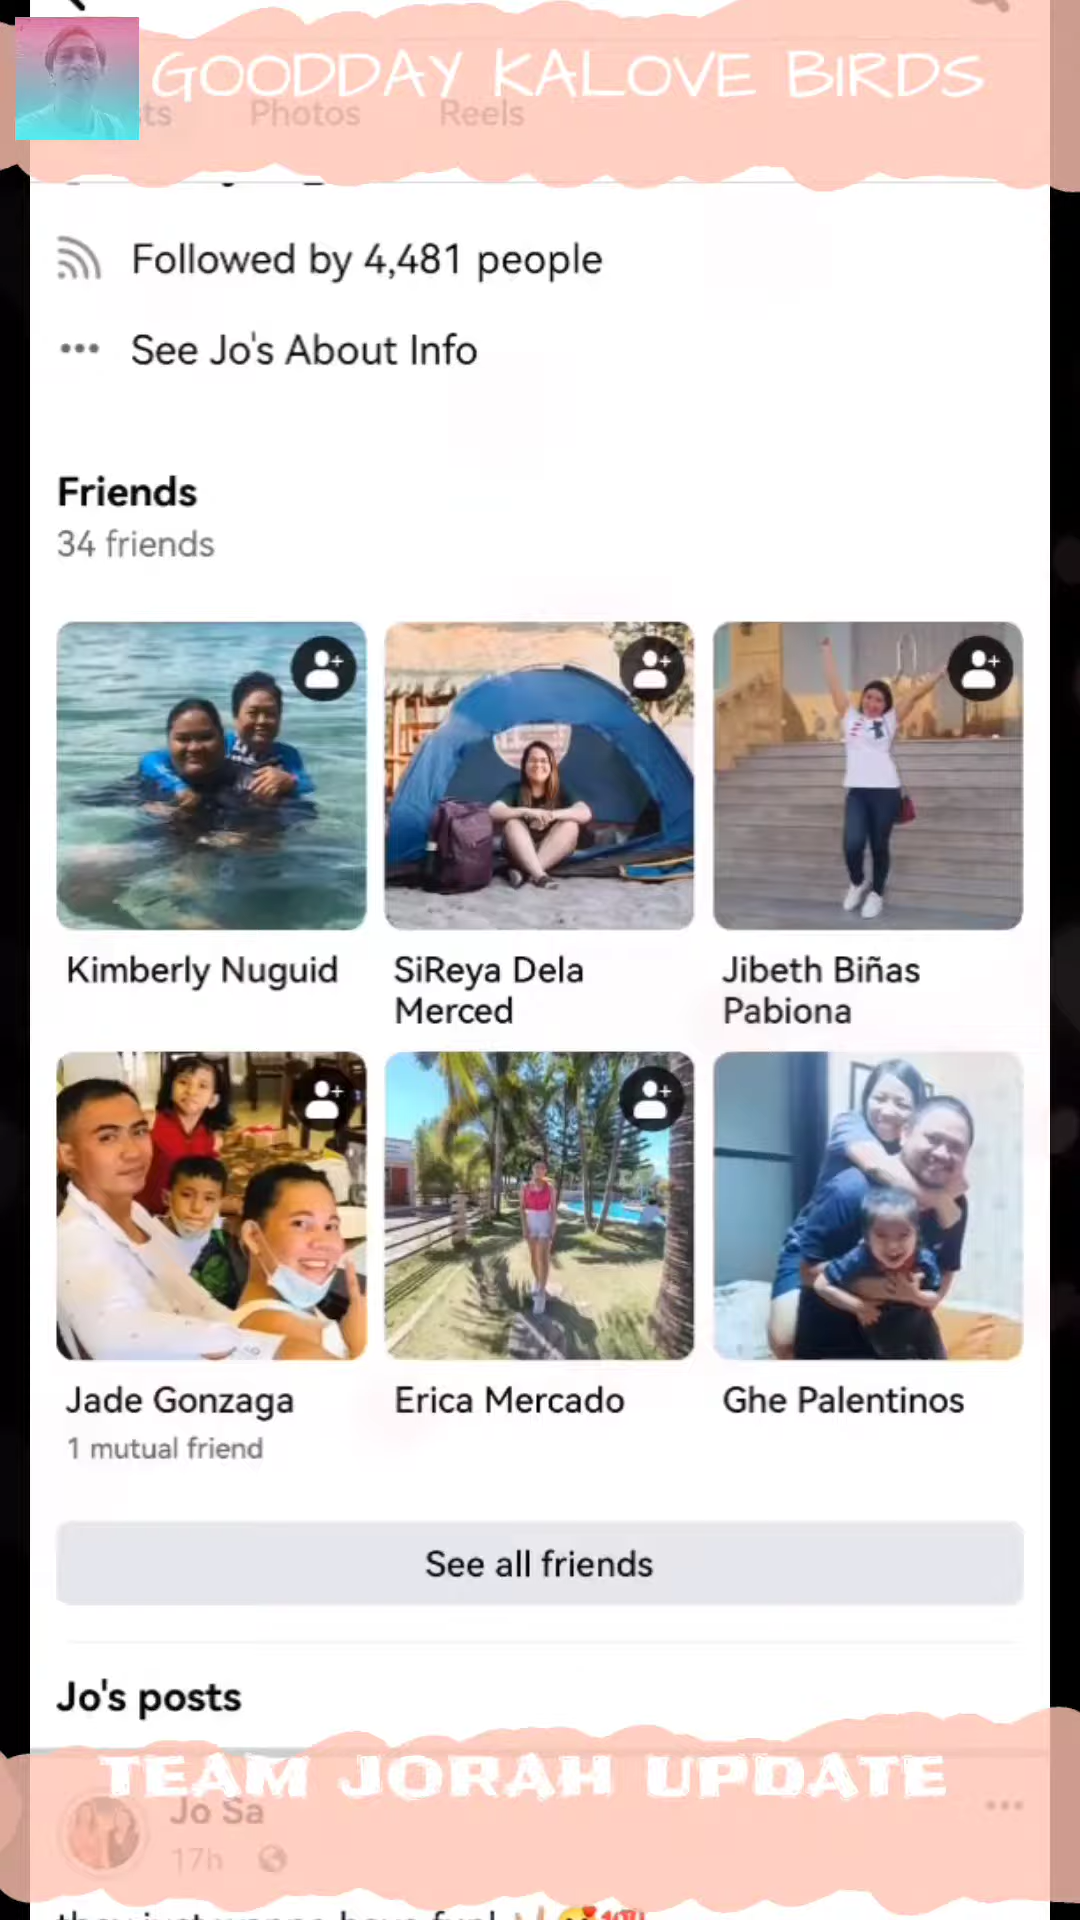 GOODDAY KALOVE BIRDS
Photos
Reels
Followed by 4,481 people
See Jo's About Info
Friends
34 friends
Kimberly Nuguid
SiReya Dela
Merced
Jibeth Biñas
Pabiona
Jade Gonzaga
1 mutual friend
Erica Mercado
Ghe Palentinos
See all friends
Jo's posts
TEAM JORAH UPDATE
Jo Sa
17h